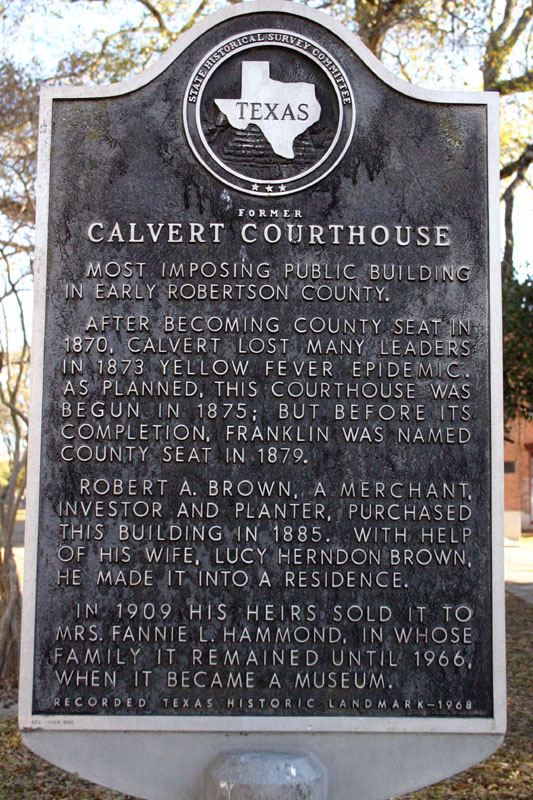 STATE HISTORICAL SURVEY COMMITTEE
TEXAS
FORMER
CALVERT COURTHOUSE
MOST IMPOSING PUBLIC BUILDING
IN EARLY ROBERTSON COUNTY.
AFTER BECOMING COUNTY SEAT IN
1870, CALVERT LOST MANY LEADERS
IN 1873 YELLOW FEVER EPIDEMIC.
AS PLANNED, THIS COURTHOUSE WAS
BEGUN IN 1875; BUT BEFORE ITS
COMPLETION, FRANKLIN WAS NAMED
COUNTY SEAT IN 1879.
ROBERT A. BROWN, A MERCHANT,
INVESTOR AND PLANTER, PURCHASED
THIS BUILDING IN 1885. WITH HELP
OF HIS WIFE, LUCY HERNDON BROWN,
HE MADE IT INTO A RESIDENCE.
IN 1909 HIS HEIRS SOLD IT TO
MRS. FANNIE L. HAMMOND, IN WHOSE
FAMILY IT REMAINED UNTIL 1966,
WHEN IT BECAME A MUSEUM.
RECORDED TEXAS HISTORIC LANDMARK—1968